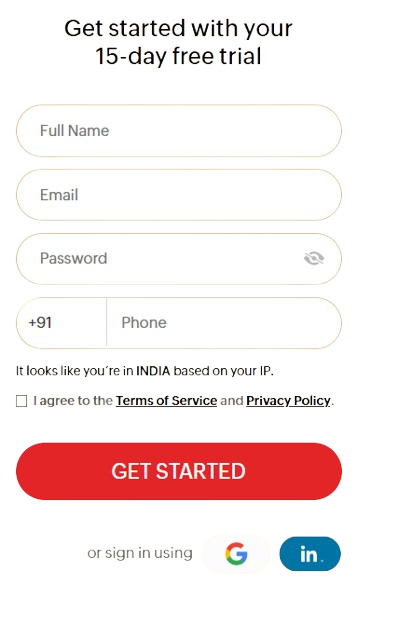 Get started with your
15-day free trial
Full Name
Email
Password
+91 Phone
It looks like you're in INDIA based on your IP.
I agree to the Terms of Service and Privacy Policy.
GET STARTED
or sign in using G in